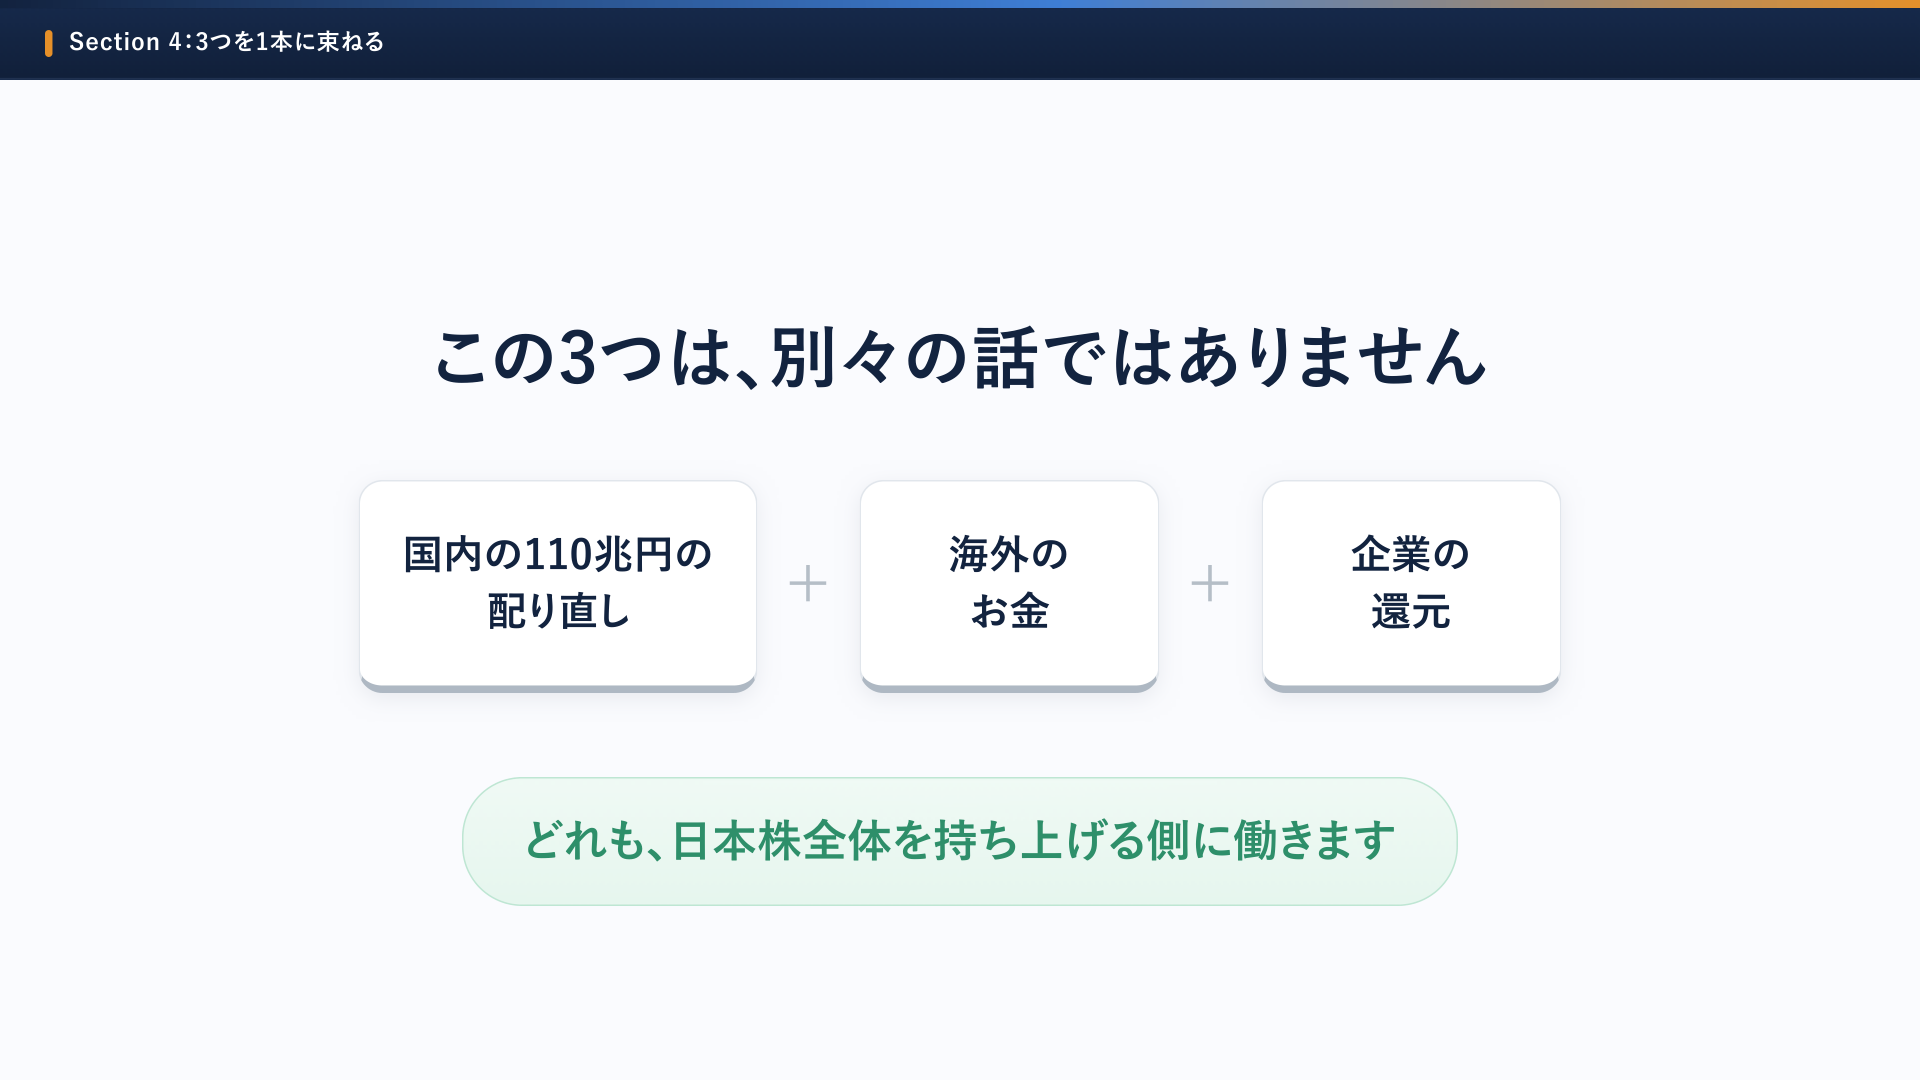 Section 4：3つを1本に束ねる
この3つは、別々の話ではありません
国内の110兆円の
配り直し
＋
海外の
お金
＋
企業の
還元
どれも、日本株全体を持ち上げる側に働きます